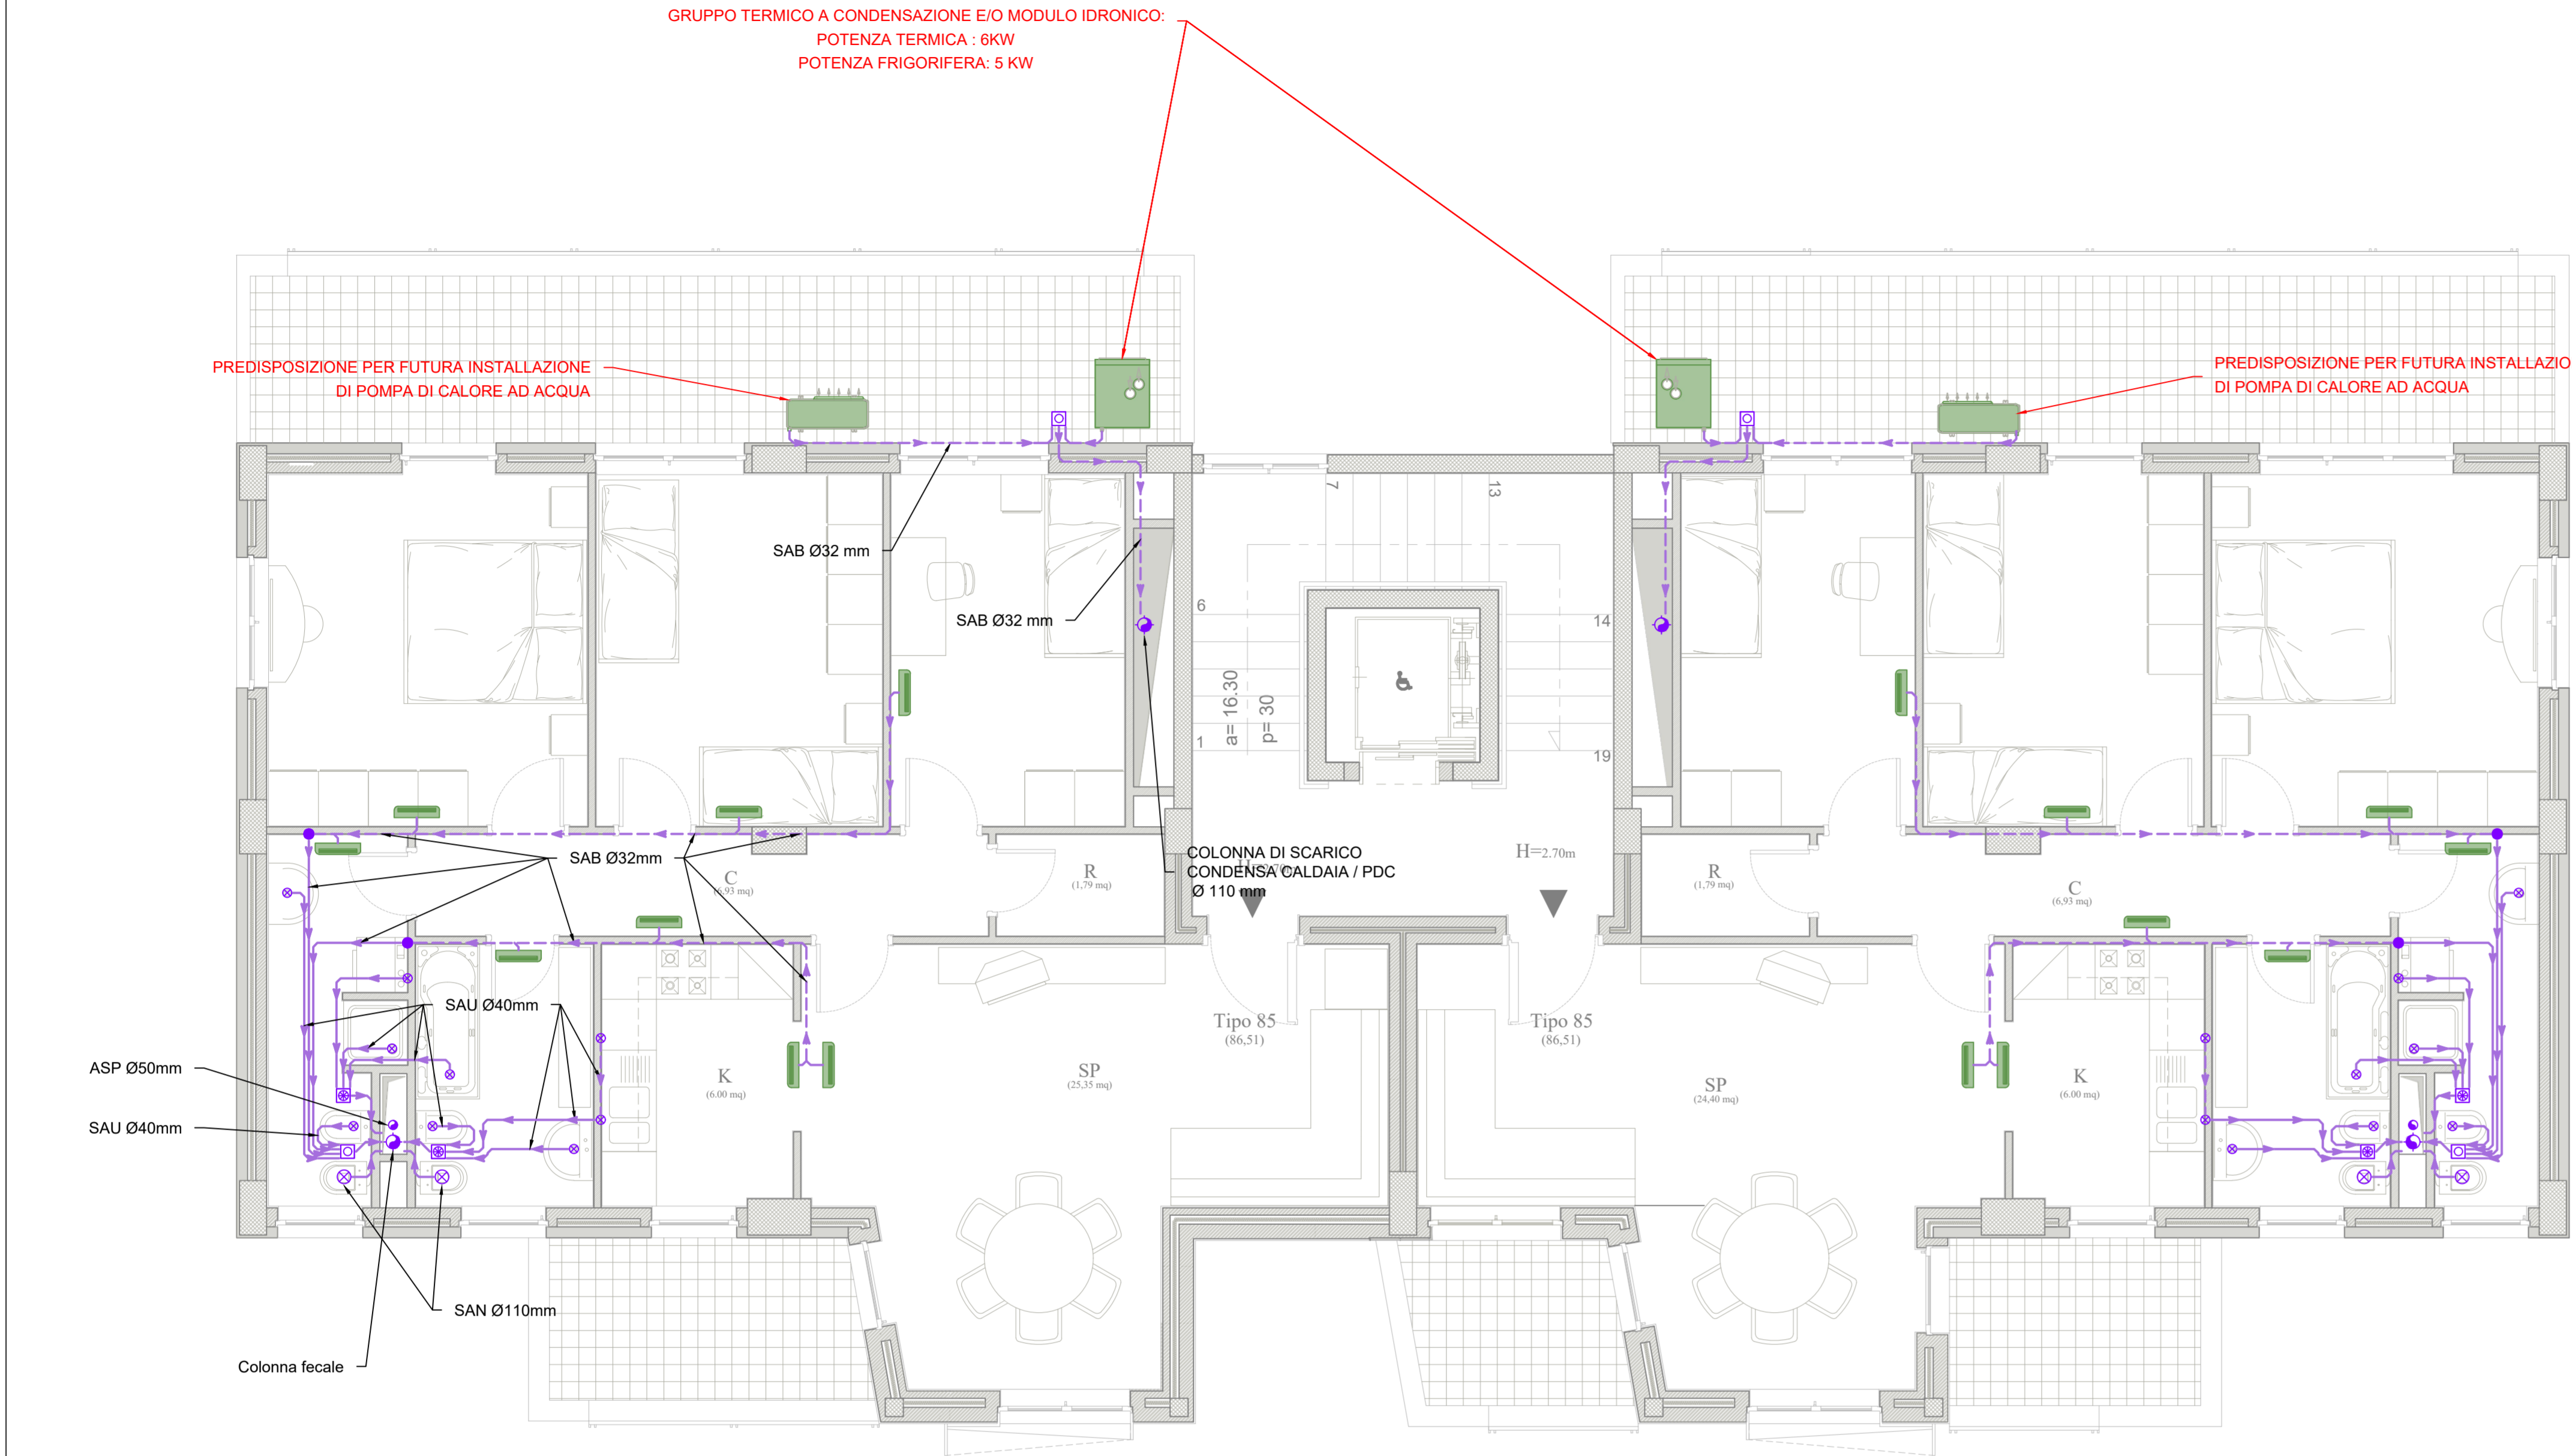 GRUPPO TERMICO A CONDENSAZIONE E/O MODULO IDRONICO:
POTENZA TERMICA : 6KW
POTENZA FRIGORIFERA: 5 KW
PREDISPOSIZIONE PER FUTURA INSTALLAZIONE
DI POMPA DI CALORE AD ACQUA
PREDISPOSIZIONE PER FUTURA INSTALLAZIO
DI POMPA DI CALORE AD ACQUA
7
13
SAB Ø32 mm
SAB Ø32 mm
6
14
a= 16.30
p= 30
1
19
SAB Ø32mm
COLONNA DI SCARICO
CONDENSA CALDAIA / PDC
Ø 110 mm
H=2.70m
H=2.70m
C
(6,93 mq)
R
(1,79 mq)
R
(1,79 mq)
C
(6,93 mq)
SAU Ø40mm
Tipo 85
(86,51)
Tipo 85
(86,51)
ASP Ø50mm
K
(6.00 mq)
SP
(25,35 mq)
SP
(24,40 mq)
K
(6.00 mq)
SAU Ø40mm
SAN Ø110mm
Colonna fecale